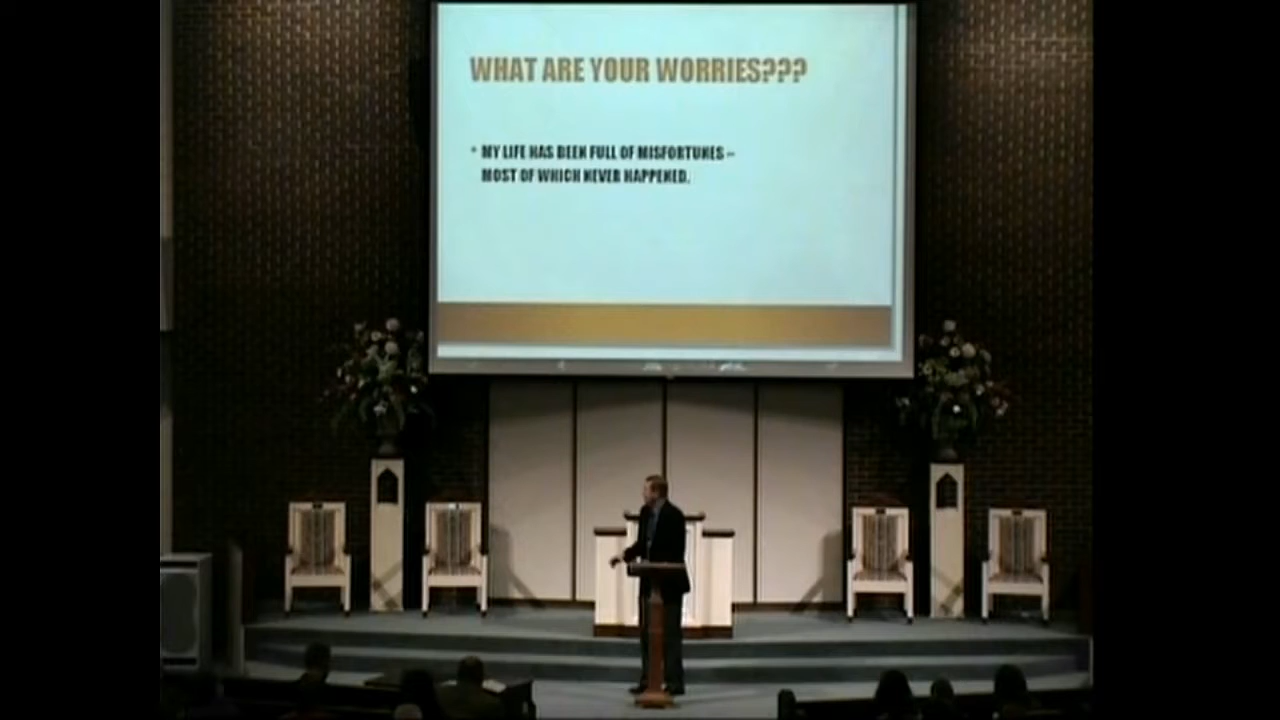 WHAT ARE YOUR WORRIES???
* MY LIFE HAS BEEN FULL OF MISFORTUNES –
MOST OF WHICH NEVER HAPPENED.